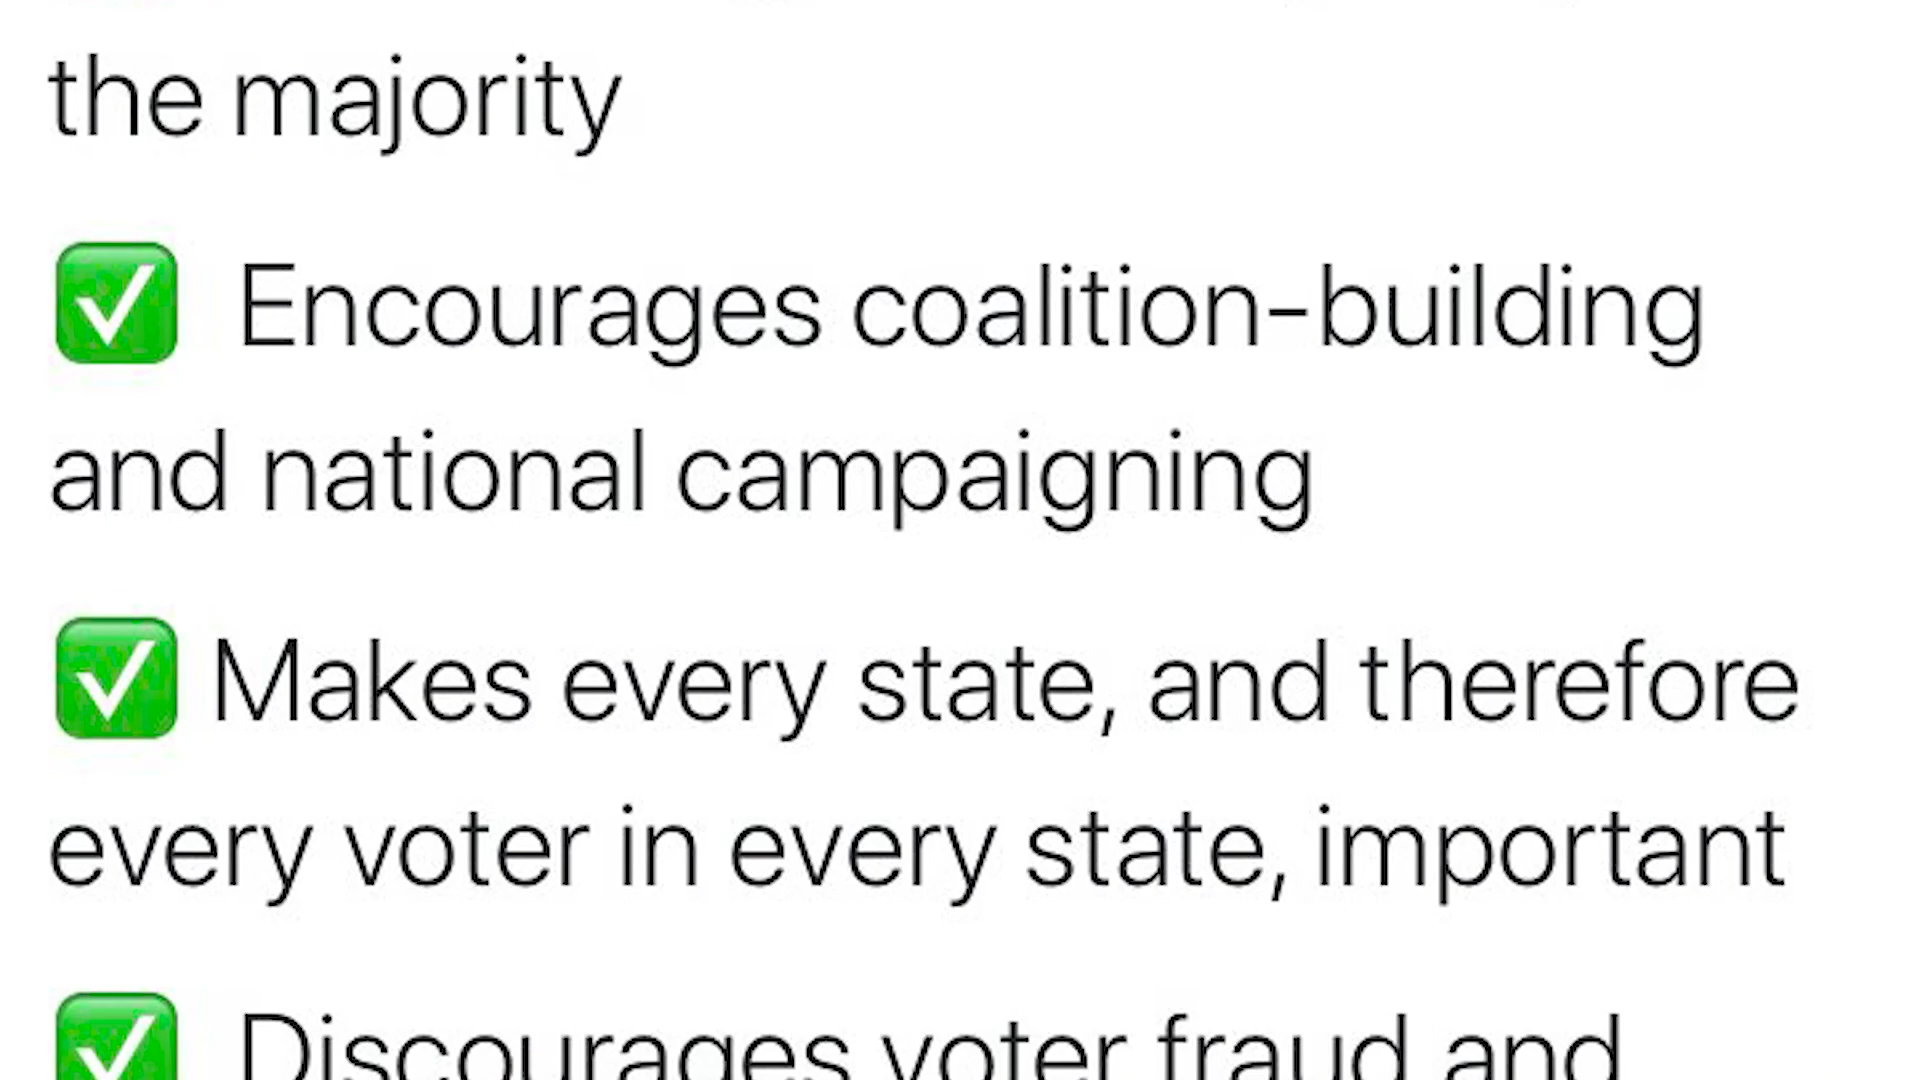 the majority
✅ Encourages coalition-building
and national campaigning
✅ Makes every state, and therefore
every voter in every state, important
✅ Discourages voter fraud and